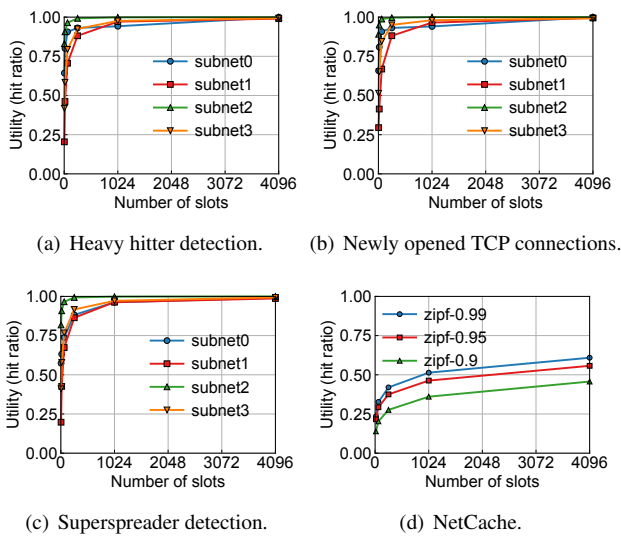 1.00
0.75
0.50
0.25
0.00
Utility (hit ratio)
subnet0
subnet1
subnet2
subnet3
0 1024 2048 3072 4096
Number of slots
(a) Heavy hitter detection.
1.00
0.75
0.50
0.25
0.00
Utility (hit ratio)
subnet0
subnet1
subnet2
subnet3
0 1024 2048 3072 4096
Number of slots
(b) Newly opened TCP connections.
1.00
0.75
0.50
0.25
0.00
Utility (hit ratio)
subnet0
subnet1
subnet2
subnet3
0 1024 2048 3072 4096
Number of slots
(c) Superspreader detection.
1.00
0.75
0.50
0.25
0.00
Utility (hit ratio)
zipf-0.99
zipf-0.95
zipf-0.9
0 1024 2048 3072 4096
Number of slots
(d) NetCache.